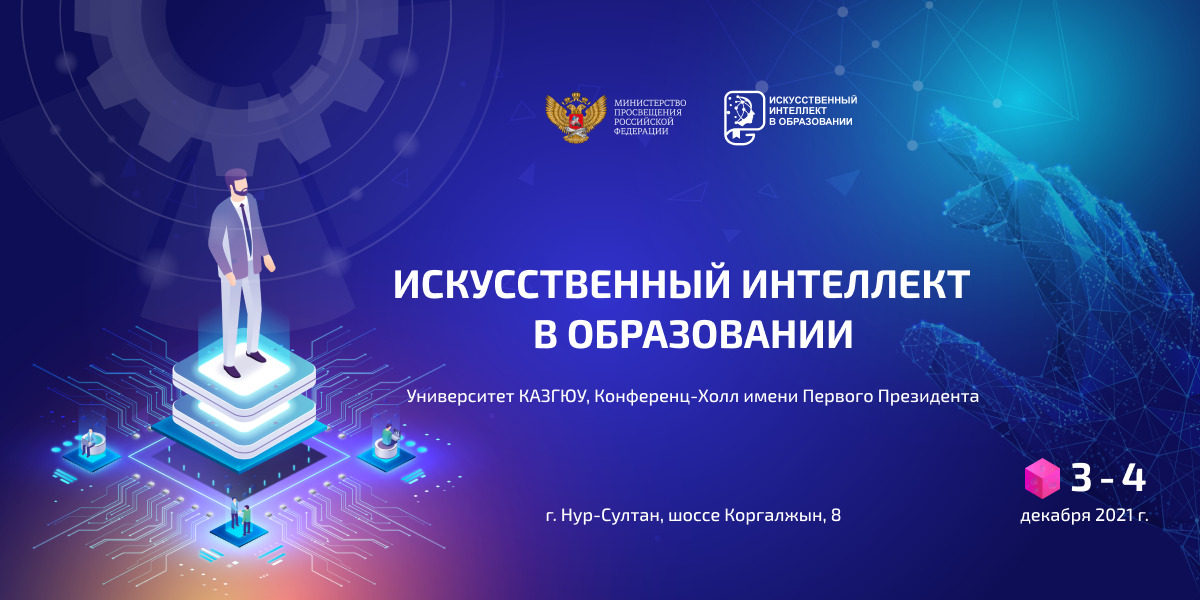 МИНИСТЕРСТВО
ПРОСВЕЩЕНИЯ
РОССИЙСКОЙ
ФЕДЕРАЦИИ
ИСКУССТВЕННЫЙ
ИНТЕЛЛЕКТ
В ОБРАЗОВАНИИ
ИСКУССТВЕННЫЙ ИНТЕЛЛЕКТ
В ОБРАЗОВАНИИ
Университет КАЗГЮУ, Конференц-Холл имени Первого Президента
3 - 4
декабря 2021 г.
г. Нур-Султан, шоссе Коргалжын, 8